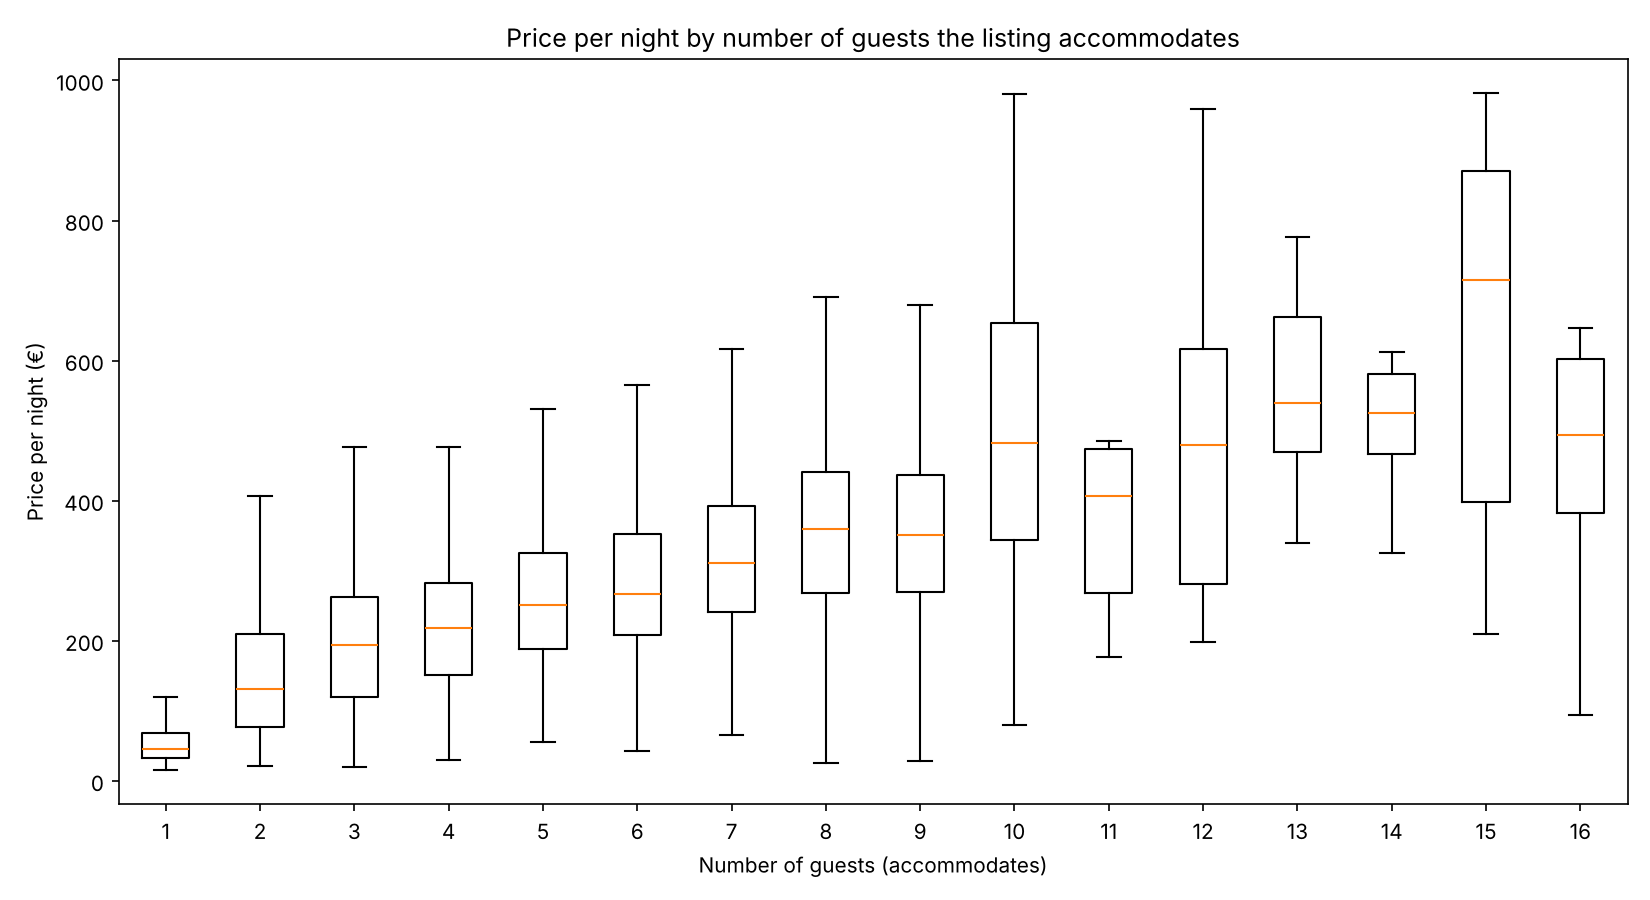 Price per night by number of guests the listing accommodates
Price per night (€)
1000
800
600
400
200
0
1 2 3 4 5 6 7 8 9 10 11 12 13 14 15 16
Number of guests (accommodates)